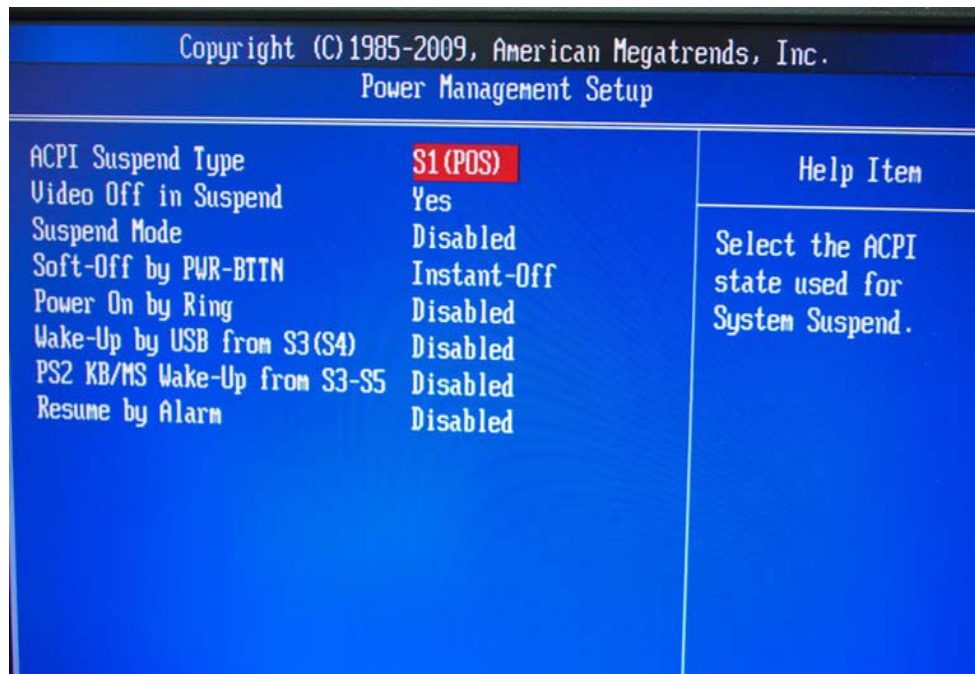 Copyright (C)1985-2009, American Megatrends, Inc.
Power Management Setup
ACPI Suspend Type S1(POS)
Video Off in Suspend Yes
Suspend Mode Disabled
Soft-Off by PWR-BTTN Instant-Off
Power On by Ring Disabled
Wake-Up by USB from S3(S4) Disabled
PS2 KB/MS Wake-Up from S3-S5 Disabled
Resume by Alarm Disabled
Help Item
Select the ACPI
state used for
System Suspend.